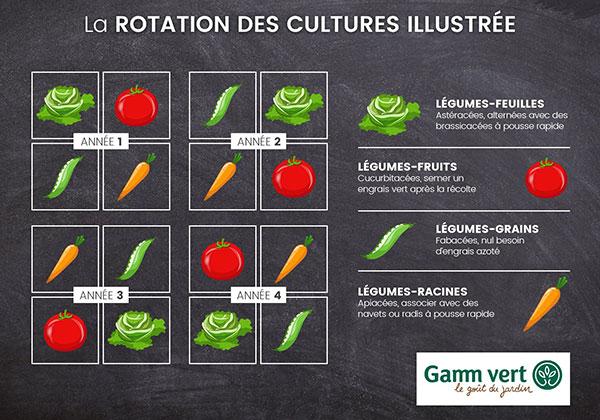 La ROTATION DES CULTURES ILLUSTRÉE
ANNÉE 1
ANNÉE 2
ANNÉE 3
ANNÉE 4
LÉGUMES-FEUILLES
Astéracées, alternées avec des
brassicacées à pousse rapide
LÉGUMES-FRUITS
Cucurbitacées, semer un
engrais vert après la récolte
LÉGUMES-GRAINS
Fabacées, nul besoin
d'engrais azoté
LÉGUMES-RACINES
Apiacées, associer avec des
navets ou radis à pousse rapide
Gamm vert
le goût du jardin